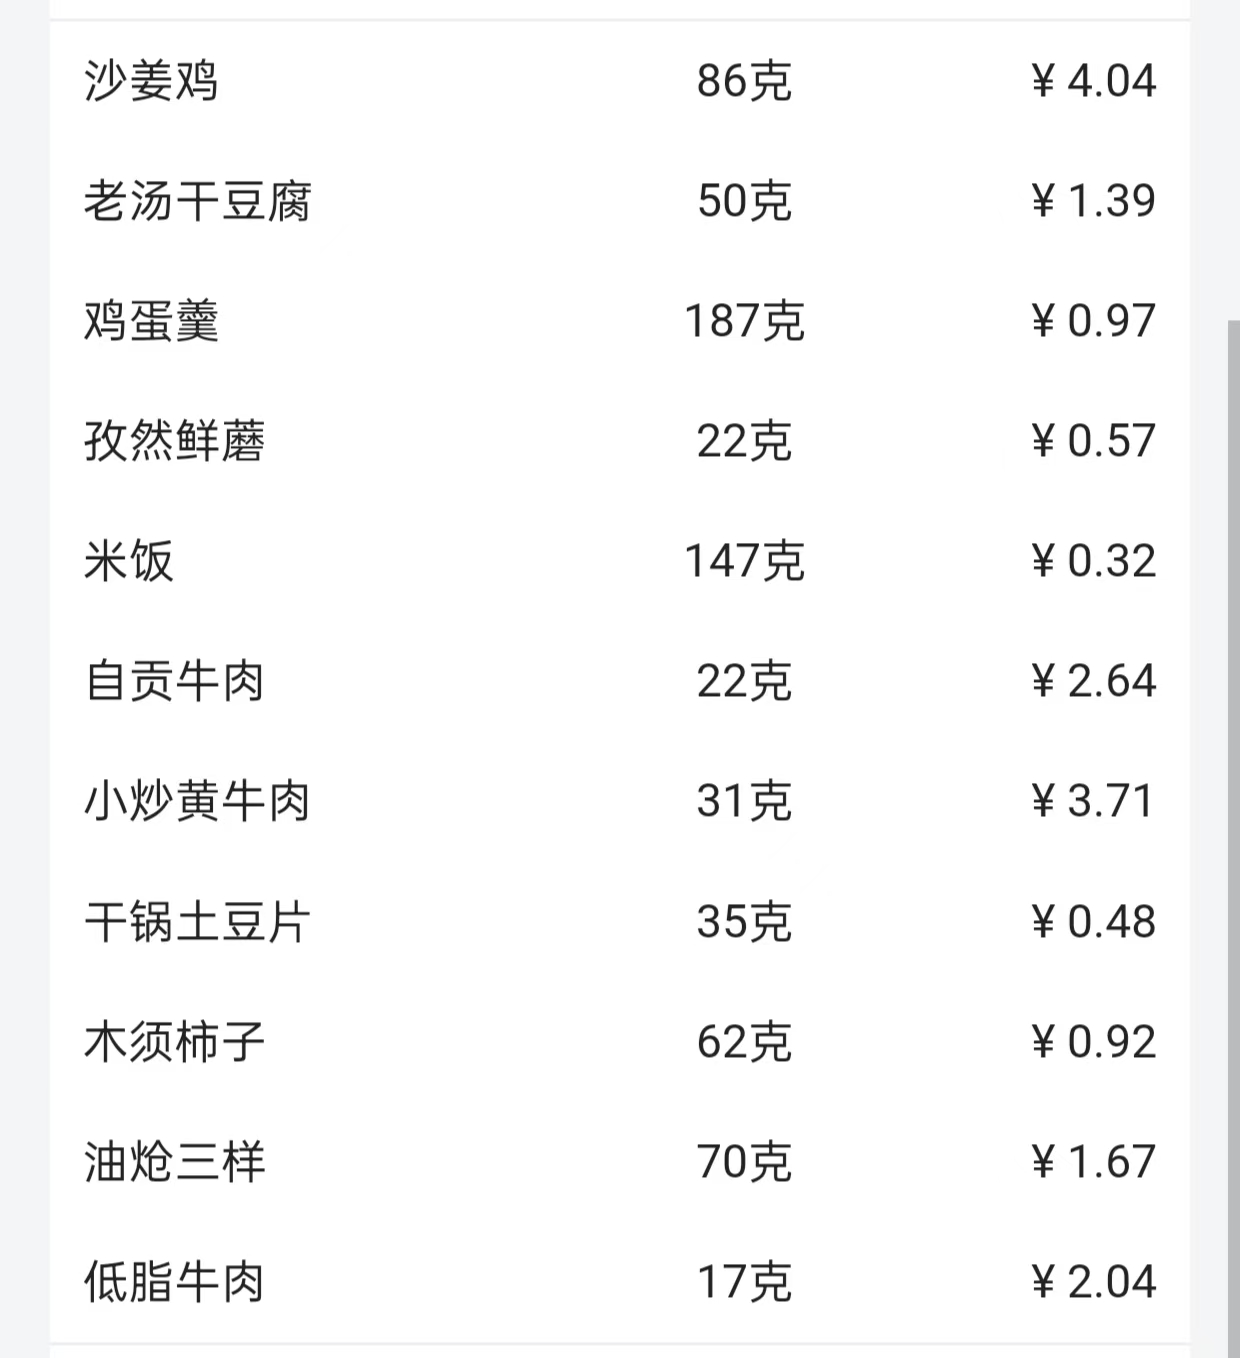 沙姜鸡 86克 ¥ 4.04
老汤干豆腐 50克 ¥ 1.39
鸡蛋羹 187克 ¥ 0.97
孜然鲜蘑 22克 ¥ 0.57
米饭 147克 ¥ 0.32
自贡牛肉 22克 ¥ 2.64
小炒黄牛肉 31克 ¥ 3.71
干锅土豆片 35克 ¥ 0.48
木须柿子 62克 ¥ 0.92
油炝三样 70克 ¥ 1.67
低脂牛肉 17克 ¥ 2.04